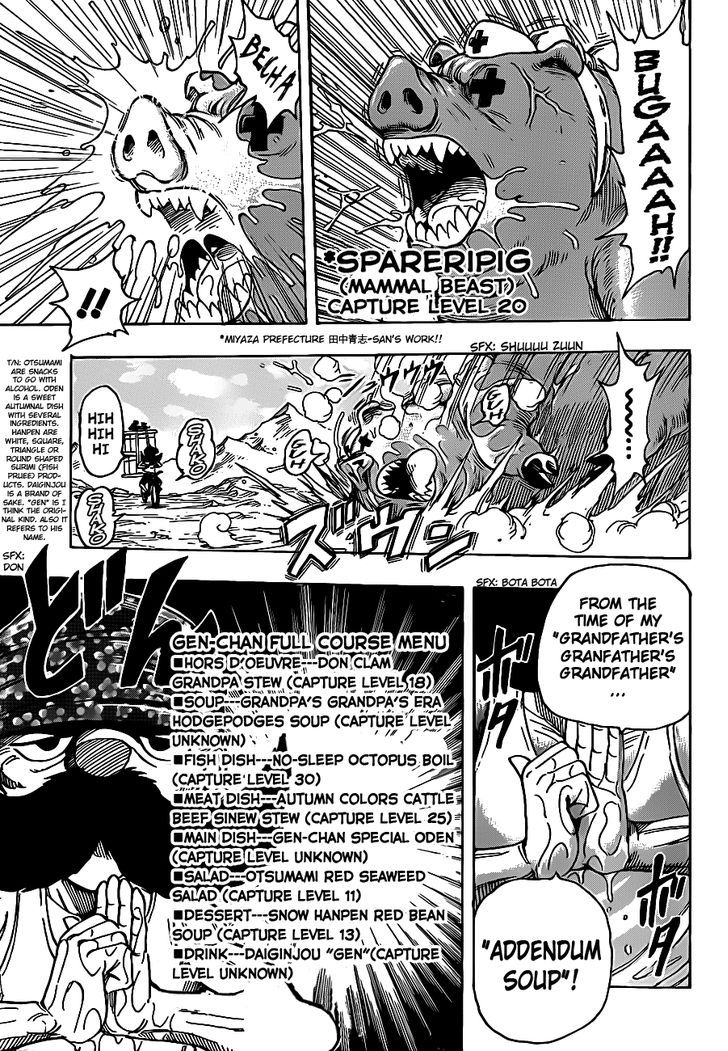 BUGAAAAH!!
*SPARERIPIG
(MAMMAL BEAST)
CAPTURE LEVEL 20
BECHA
!!
*MIYAZA PREFECTURE 田中青志-SAN'S WORK!!
SFX: SHUUUU ZUUN
EH
EH
ズウン
SFX:
SFX:
SFX:
HIH
HIH
HI
T/N: OTSUMAMI
ARE SNACKS
TO GO WITH
ALCOHOL. ODEN
IS A SWEET
AUTUMNAL DISH
WITH SEVERAL
INGREDIENTS.
HANPEN ARE
WHITE, SQUARE,
TRIANGLE OR
ROUND SHAPED
SURIMI (FISH
PRUEE) PROD-
UCTS. DAIGINJOU
IS A BRAND OF
SAKE. "GEN" IS I
THINK THE ORIGI-
NAL KIND. ALSO IT
REFERS TO HIS
NAME.
SFX: BOTA BOTA
FROM THE
TIME OF MY
"GRANDFATHER'S
GRANFATHER'S
GRANDFATHER"
...
ボタ
ボタ
"ADDENDUM
SOUP"!
SFX:
DON
どん
GEN-CHAN FULL COURSE MENU
■HORS D'OEUVRE---DON CLAM
GRANDPA STEW (CAPTURE LEVEL 18)
■SOUP---GRANDPA'S GRANDPA'S ERA
HODGEPODGES SOUP (CAPTURE LEVEL
UNKNOWN)
■FISH DISH---NO-SLEEP OCTOPUS BOIL
(CAPTURE LEVEL 30)
■MEAT DISH---AUTUMN COLORS CATTLE
BEEF SINEW STEW (CAPTURE LEVEL 25)
■MAIN DISH---GEN-CHAN SPECIAL ODEN
(CAPTURE LEVEL UNKNOWN)
■SALAD---OTSUMAMI RED SEAWEED
SALAD (CAPTURE LEVEL 11)
■DESSERT---SNOW HANPEN RED BEAN
SOUP (CAPTURE LEVEL 13)
■DRINK---DAIGINJOU "GEN"(CAPTURE
LEVEL UNKNOWN)